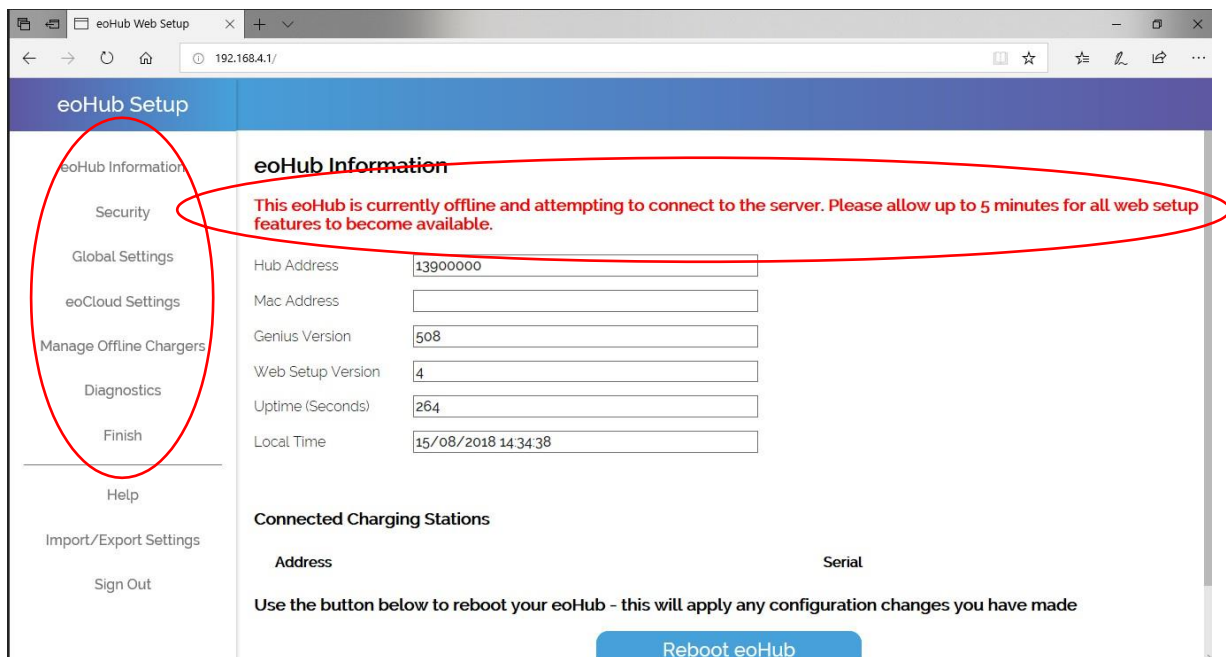 eoHub Web Setup
192.168.4.1/
eoHub Setup
eoHub Information
Security
Global Settings
eoCloud Settings
Manage Offline Chargers
Diagnostics
Finish
Help
Import/Export Settings
Sign Out
eoHub Information
This eoHub is currently offline and attempting to connect to the server. Please allow up to 5 minutes for all web setup
features to become available.
Hub Address 13900000
Mac Address
Genius Version 508
Web Setup Version 4
Uptime (Seconds) 264
Local Time 15/08/2018 14:34:38
Connected Charging Stations
Address Serial
Use the button below to reboot your eoHub - this will apply any configuration changes you have made
Reboot eoHub